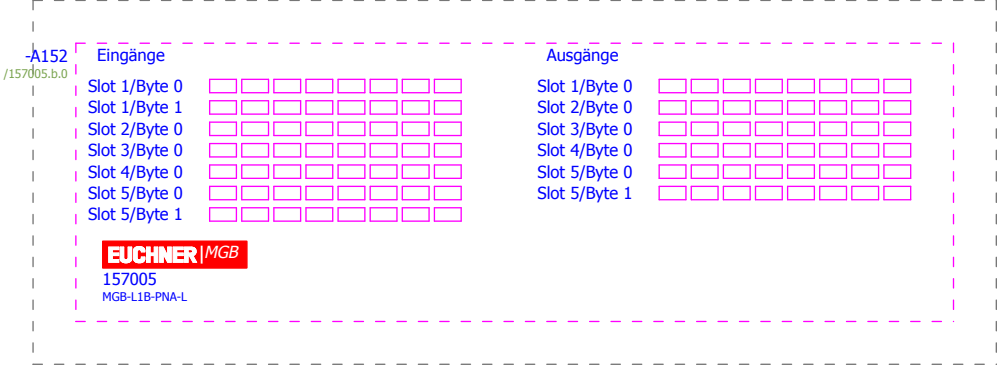 -A152
/157005.b.0
Eingänge
Slot 1/Byte 0
Slot 1/Byte 1
Slot 2/Byte 0
Slot 3/Byte 0
Slot 4/Byte 0
Slot 5/Byte 0
Slot 5/Byte 1
Ausgänge
Slot 1/Byte 0
Slot 2/Byte 0
Slot 3/Byte 0
Slot 4/Byte 0
Slot 5/Byte 0
Slot 5/Byte 1
EUCHNER|MGB
157005
MGB-L1B-PNA-L